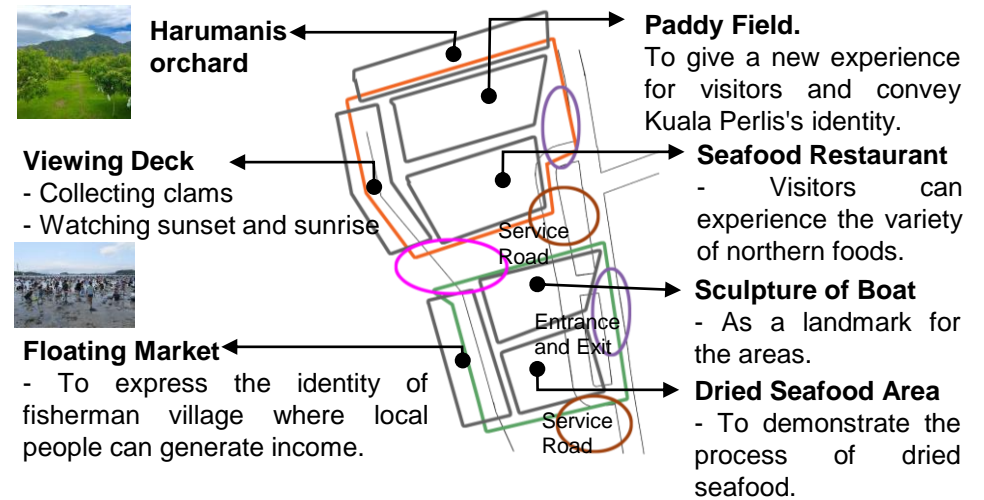 Harumanis
orchard
Viewing Deck
- Collecting clams
- Watching sunset and sunrise
Floating Market
- To express the identity of
fisherman village where local
people can generate income.
Service
Road
Entrance
and Exit
Service
Road
Paddy Field.
To give a new experience
for visitors and convey
Kuala Perlis's identity.
Seafood Restaurant
- Visitors can
experience the variety
of northern foods.
Sculpture of Boat
- As a landmark for
the areas.
Dried Seafood Area
- To demonstrate the
process of dried
seafood.